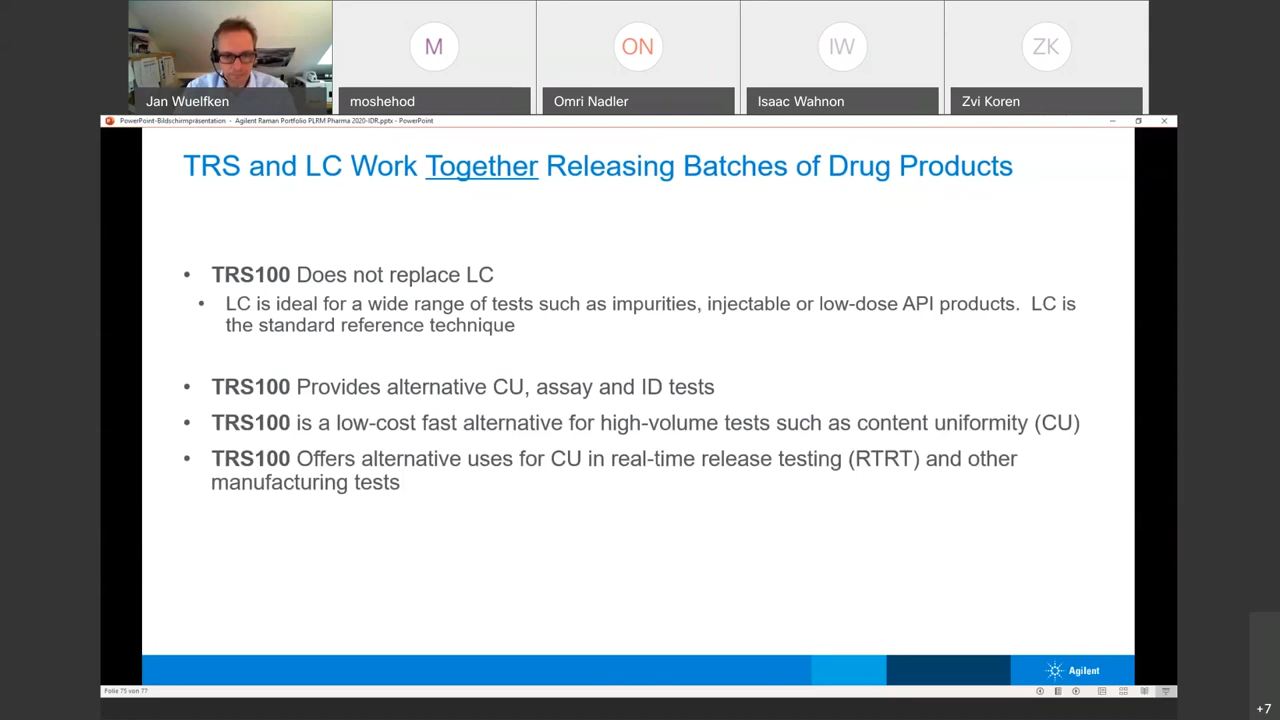 M
ON
IW
ZK
Jan Wuelfken
moshehod
Omri Nadler
Isaac Wahnon
Zvi Koren
PowerPoint-Bildschirmpräsentation - Agilent Raman Portfolio PLRM Pharma 2020-IDR.pptx - PowerPoint
TRS and LC Work Together Releasing Batches of Drug Products
• TRS100 Does not replace LC
• LC is ideal for a wide range of tests such as impurities, injectable or low-dose API products. LC is
the standard reference technique
• TRS100 Provides alternative CU, assay and ID tests
• TRS100 is a low-cost fast alternative for high-volume tests such as content uniformity (CU)
• TRS100 Offers alternative uses for CU in real-time release testing (RTRT) and other
manufacturing tests
Agilent
Folie 75 von 77
+7